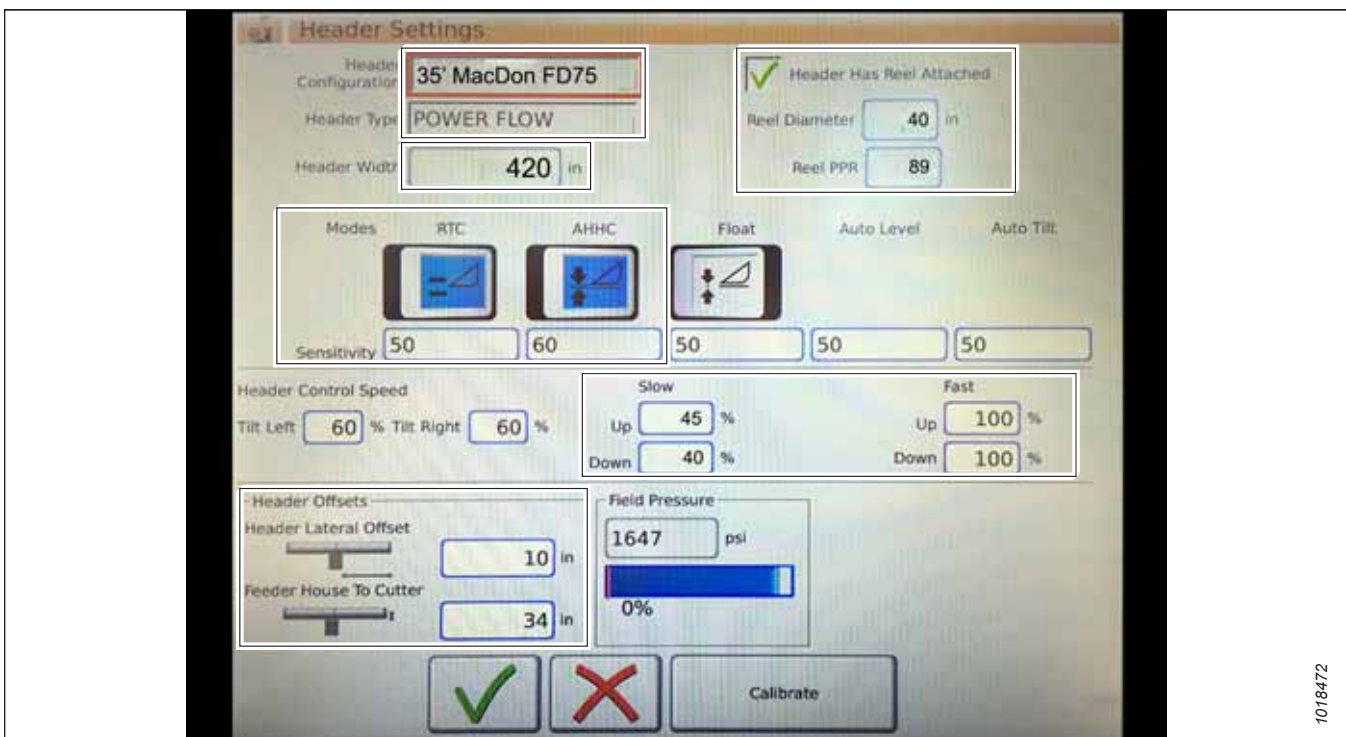 Header Settings
Header
Configuration 35' MacDon FD75
Header Type POWER FLOW
Header Width 420 in
Header Has Reel Attached
Reel Diameter 40 in
Reel PPR 89
Modes RTC AHHC Float Auto Level Auto Tilt
Sensitivity 50 60 50 50 50
Header Control Speed
Tilt Left 60 % Tilt Right 60 %
Slow Fast
Up 45 % Up 100 %
Down 40 % Down 100 %
Header Offsets
Header Lateral Offset
10 in
Feeder House To Cutter
34 in
Field Pressure
1647 psi
0%
Calibrate
1018472